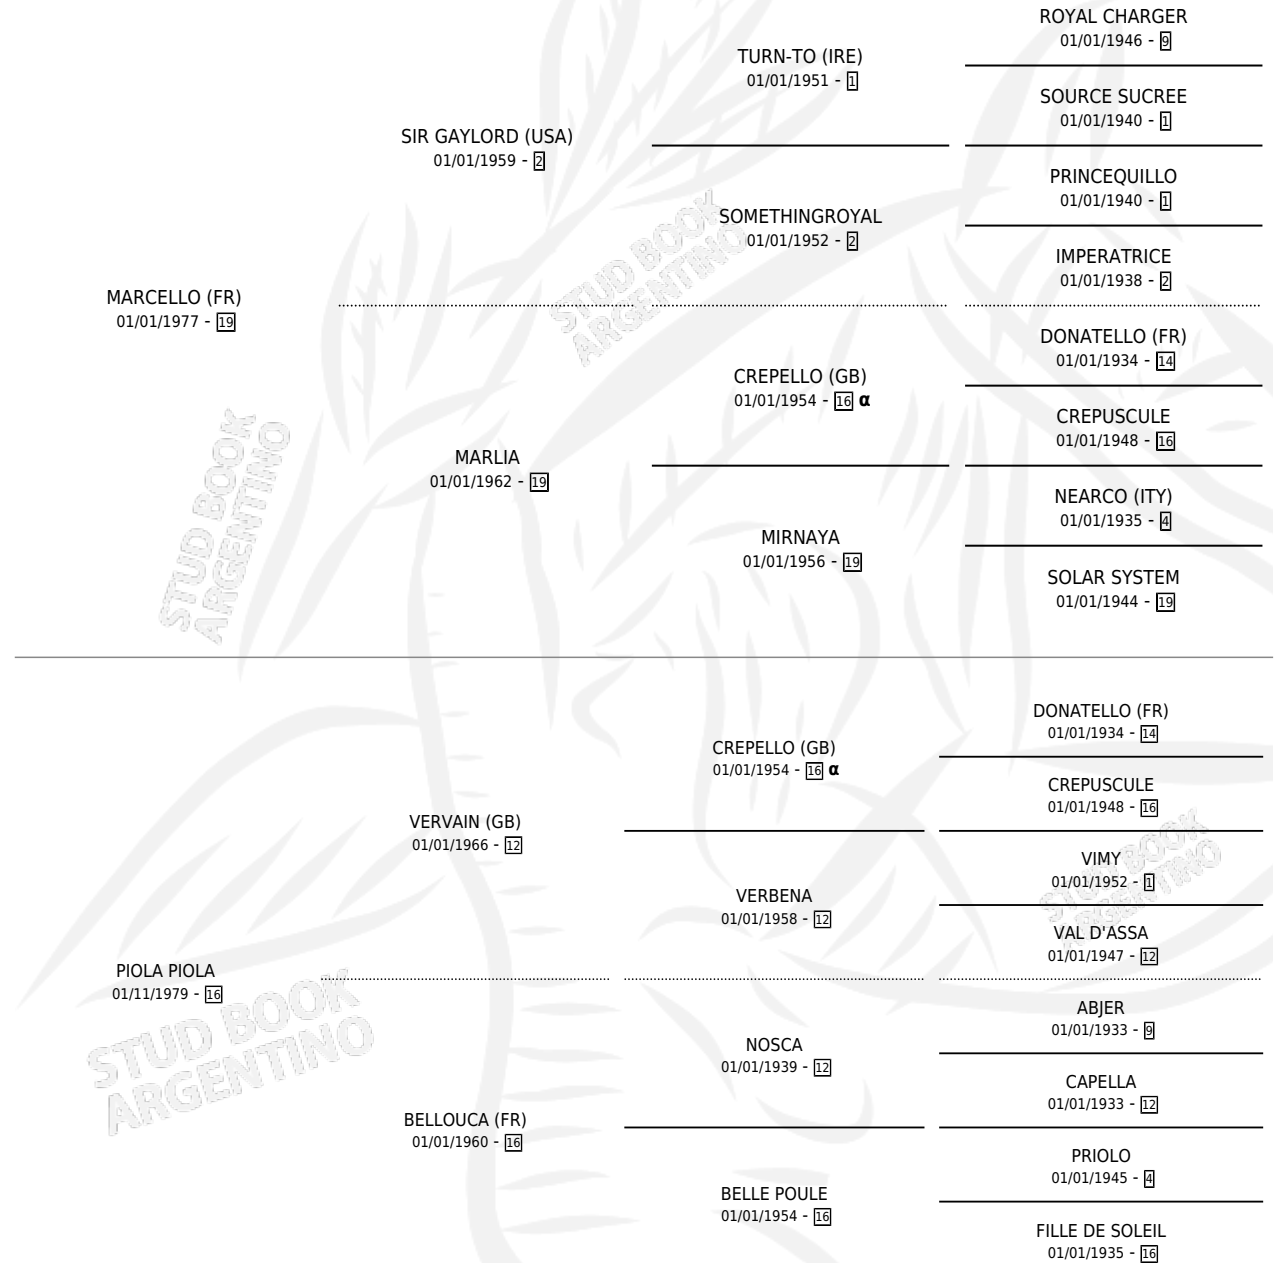 ROYAL CHARGER
01/01/1946 - 9
TURN-TO (IRE)
01/01/1951 - 1
SOURCE SUCREE
01/01/1940 - 1
SIR GAYLORD (USA)
01/01/1959 - 2
PRINCEQUILLO
01/01/1940 - 1
SOMETHINGROYAL
01/01/1952 - 2
IMPERATRICE
01/01/1938 - 2
MARCELLO (FR)
01/01/1977 - 19
DONATELLO (FR)
01/01/1934 - 14
CREPELLO (GB)
01/01/1954 - 16 α
CREPUSCULE
01/01/1948 - 16
MARLIA
01/01/1962 - 19
NEARCO (ITY)
01/01/1935 - 4
MIRNAYA
01/01/1956 - 19
SOLAR SYSTEM
01/01/1944 - 19
DONATELLO (FR)
01/01/1934 - 14
CREPELLO (GB)
01/01/1954 - 16 α
CREPUSCULE
01/01/1948 - 16
VERVAIN (GB)
01/01/1966 - 12
VIMY
01/01/1952 - 1
VERBENA
01/01/1958 - 12
VAL D'ASSA
01/01/1947 - 12
PIOLA PIOLA
01/11/1979 - 16
ABJER
01/01/1933 - 9
NOSCA
01/01/1939 - 12
CAPELLA
01/01/1933 - 12
BELLOUCA (FR)
01/01/1960 - 16
PRIOLO
01/01/1945 - 4
BELLE POULE
01/01/1954 - 16
FILLE DE SOLEIL
01/01/1935 - 16
STUD BOOK
ARGENTINO
STUD BOOK
ARGENTINO
STUD BOOK
ARGENTINO
STUD BOOK
ARGENTINO